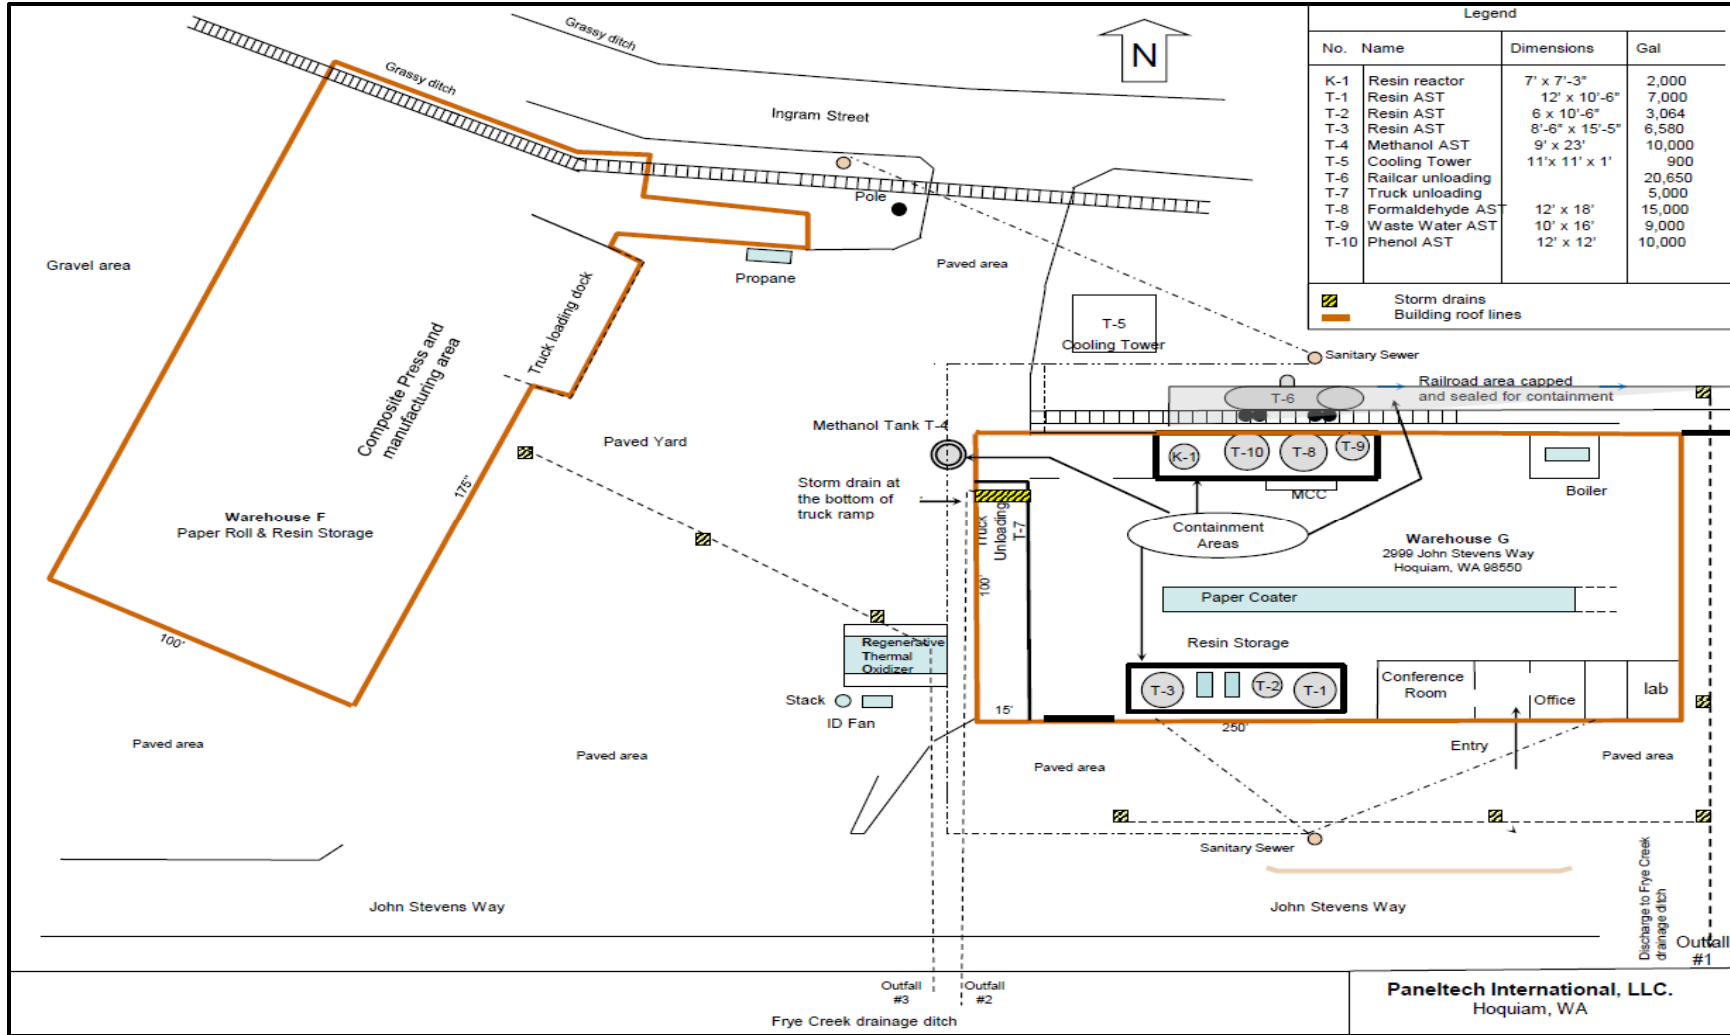 Legend
No. Name Dimensions Gal
K-1 Resin reactor 7' x 7'-3" 2,000
T-1 Resin AST 12' x 10'-6" 7,000
T-2 Resin AST 6 x 10'-6" 3,064
T-3 Resin AST 8'-6" x 15'-5" 6,580
T-4 Methanol AST 9' x 23' 10,000
T-5 Cooling Tower 11'x 11' x 1' 900
T-6 Railcar unloading 20,650
T-7 Truck unloading 5,000
T-8 Formaldehyde AST 12' x 18' 15,000
T-9 Waste Water AST 10' x 16' 9,000
T-10 Phenol AST 12' x 12' 10,000
Storm drains
Building roof lines
N
Grassy ditch
Grassy ditch
Ingram Street
Pole
Gravel area
Propane
Paved area
Truck loading dock
Composite Press and
manufacturing area
T-5
Cooling Tower
Sanitary Sewer
T-6
Railroad area capped
and sealed for containment
Methanol Tank T-4
Paved Yard
K-1
T-10
T-8
T-9
MCC
Boiler
175"
Storm drain at
the bottom of
truck ramp
Truck
Unloading
T-7
100'
Containment
Areas
Warehouse F
Paper Roll & Resin Storage
Warehouse G
2999 John Stevens Way
Hoquiam, WA 98550
Paper Coater
100'
Regenerative
Thermal
Oxidizer
Resin Storage
T-3
T-2
T-1
Conference
Room
Office
lab
Stack
ID Fan
15'
250'
Entry
Paved area
Paved area
Paved area
Paved area
Sanitary Sewer
John Stevens Way
John Stevens Way
Discharge to Frye Creek
drainage ditch
Outfall
#1
Outfall
#3
Outfall
#2
Frye Creek drainage ditch
Paneltech International, LLC.
Hoquiam, WA